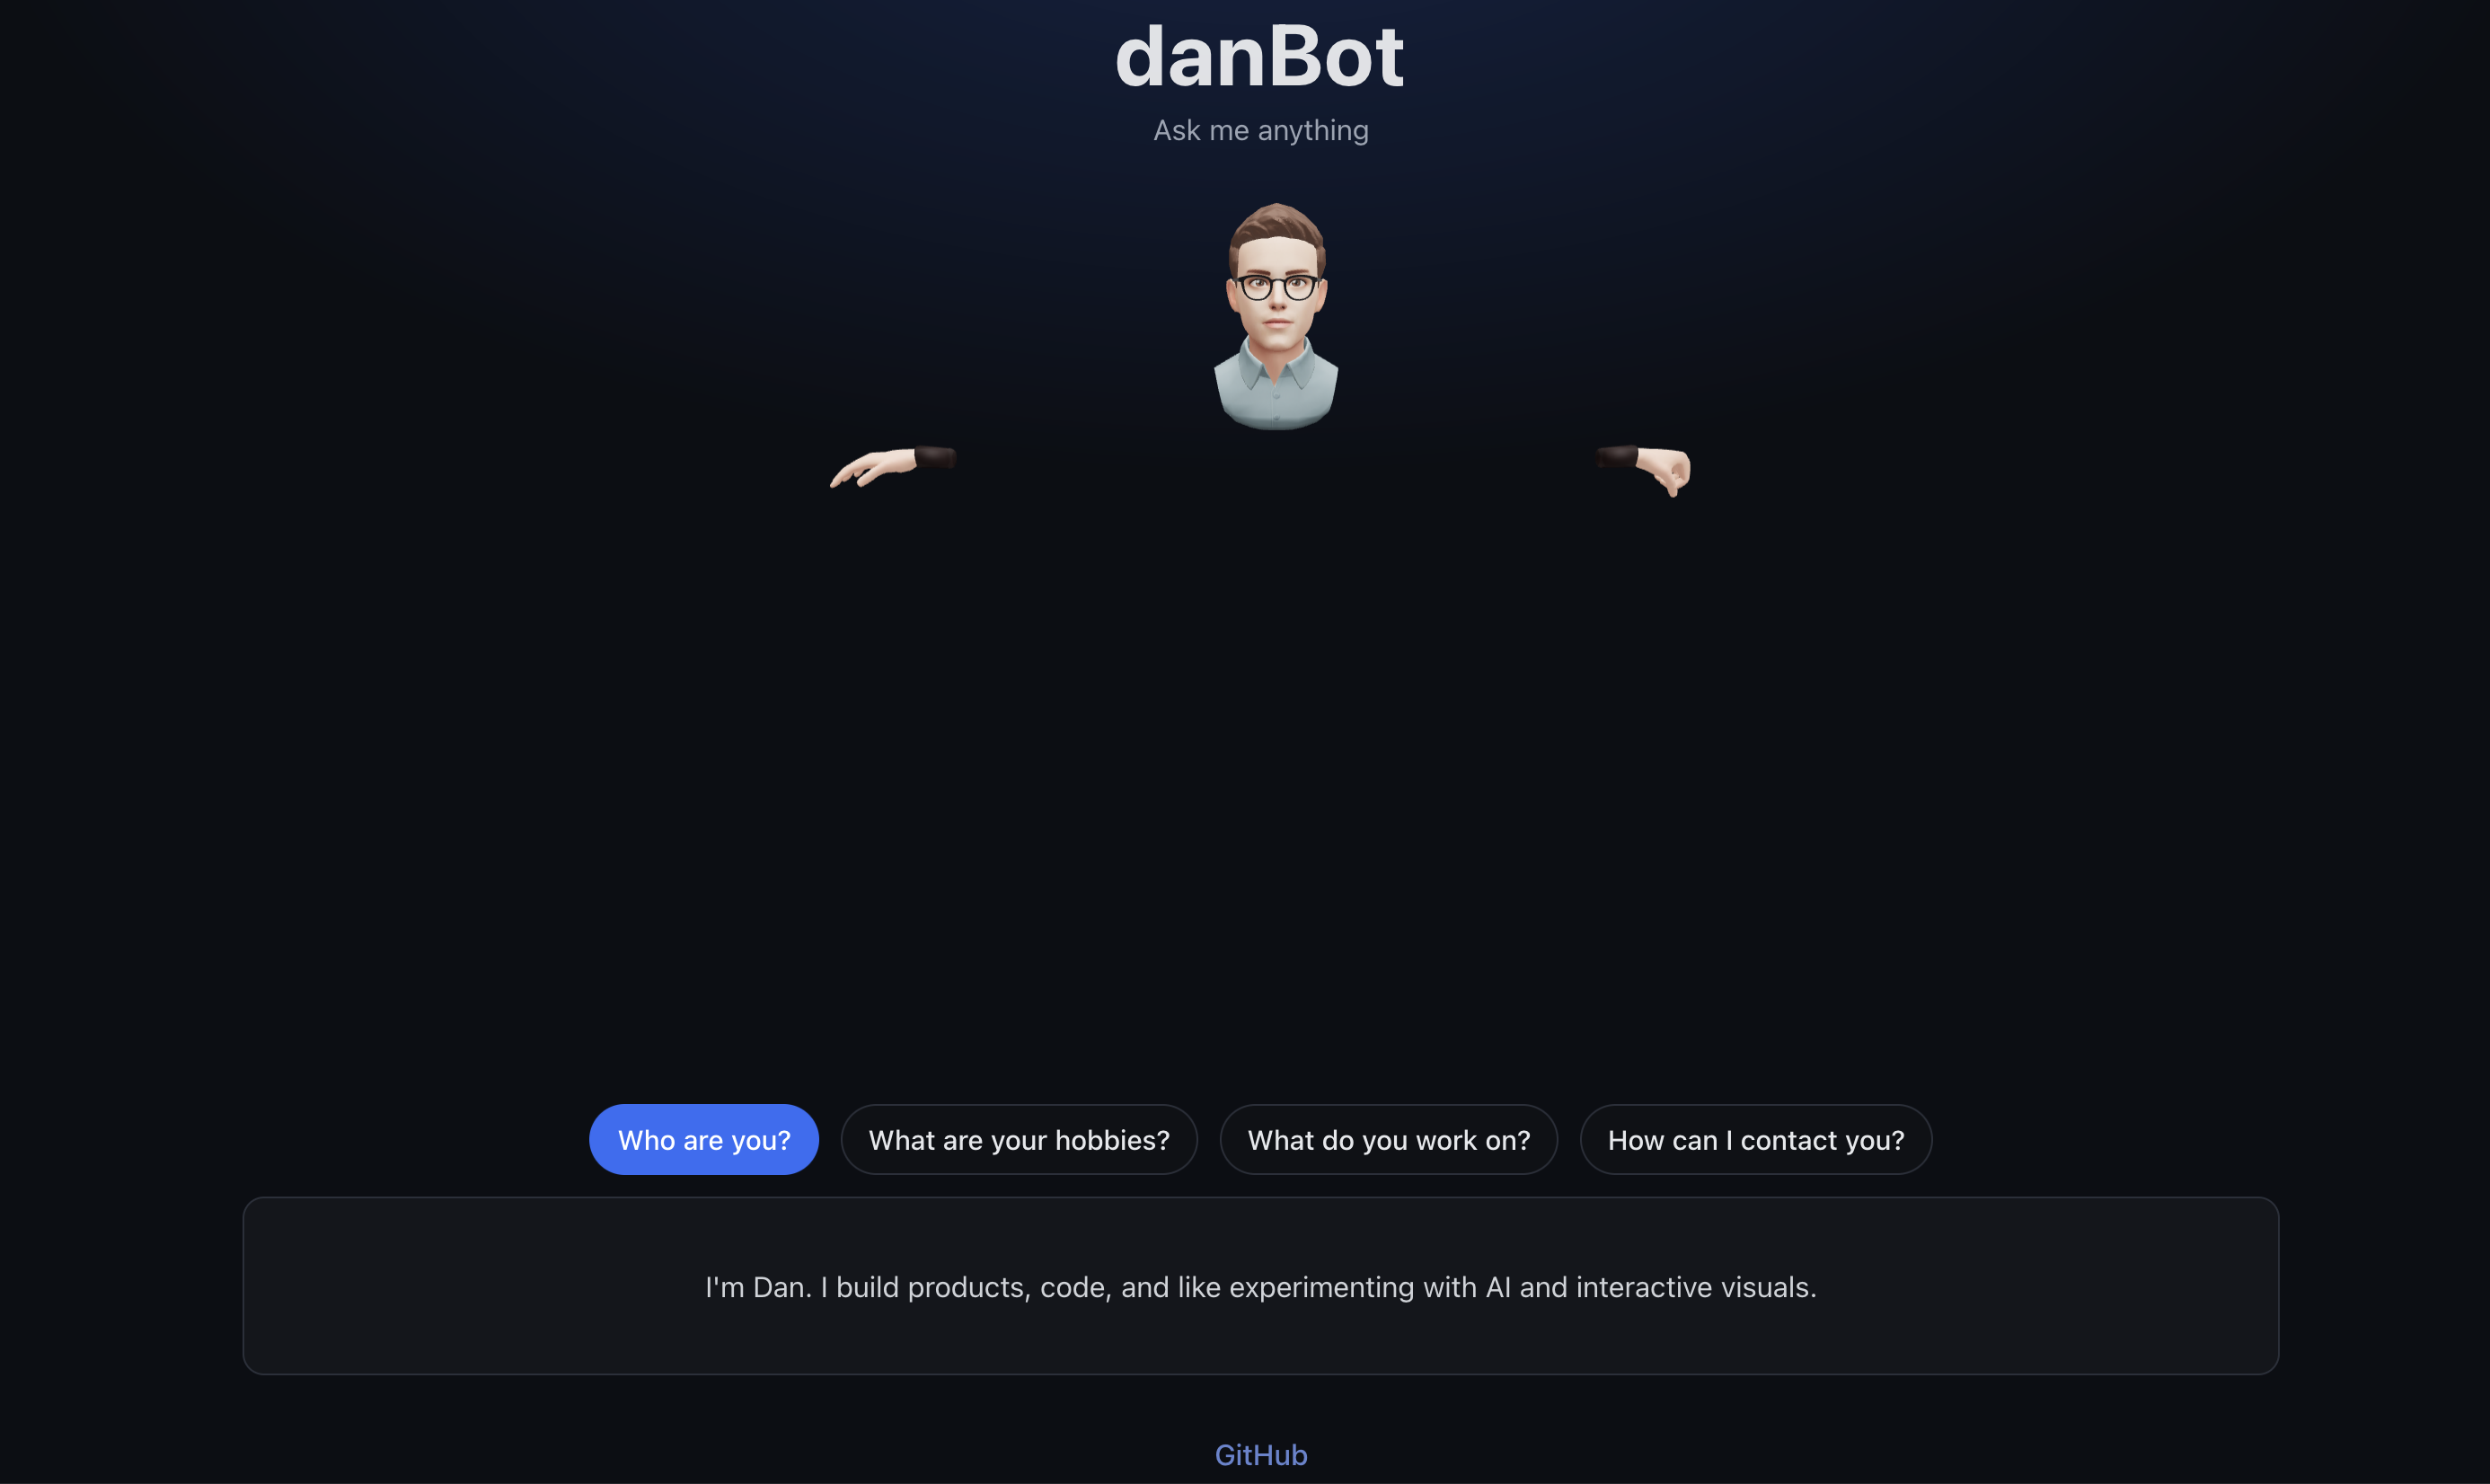 danBot
Ask me anything
Who are you?
What are your hobbies?
What do you work on?
How can I contact you?
I'm Dan. I build products, code, and like experimenting with AI and interactive visuals.
GitHub